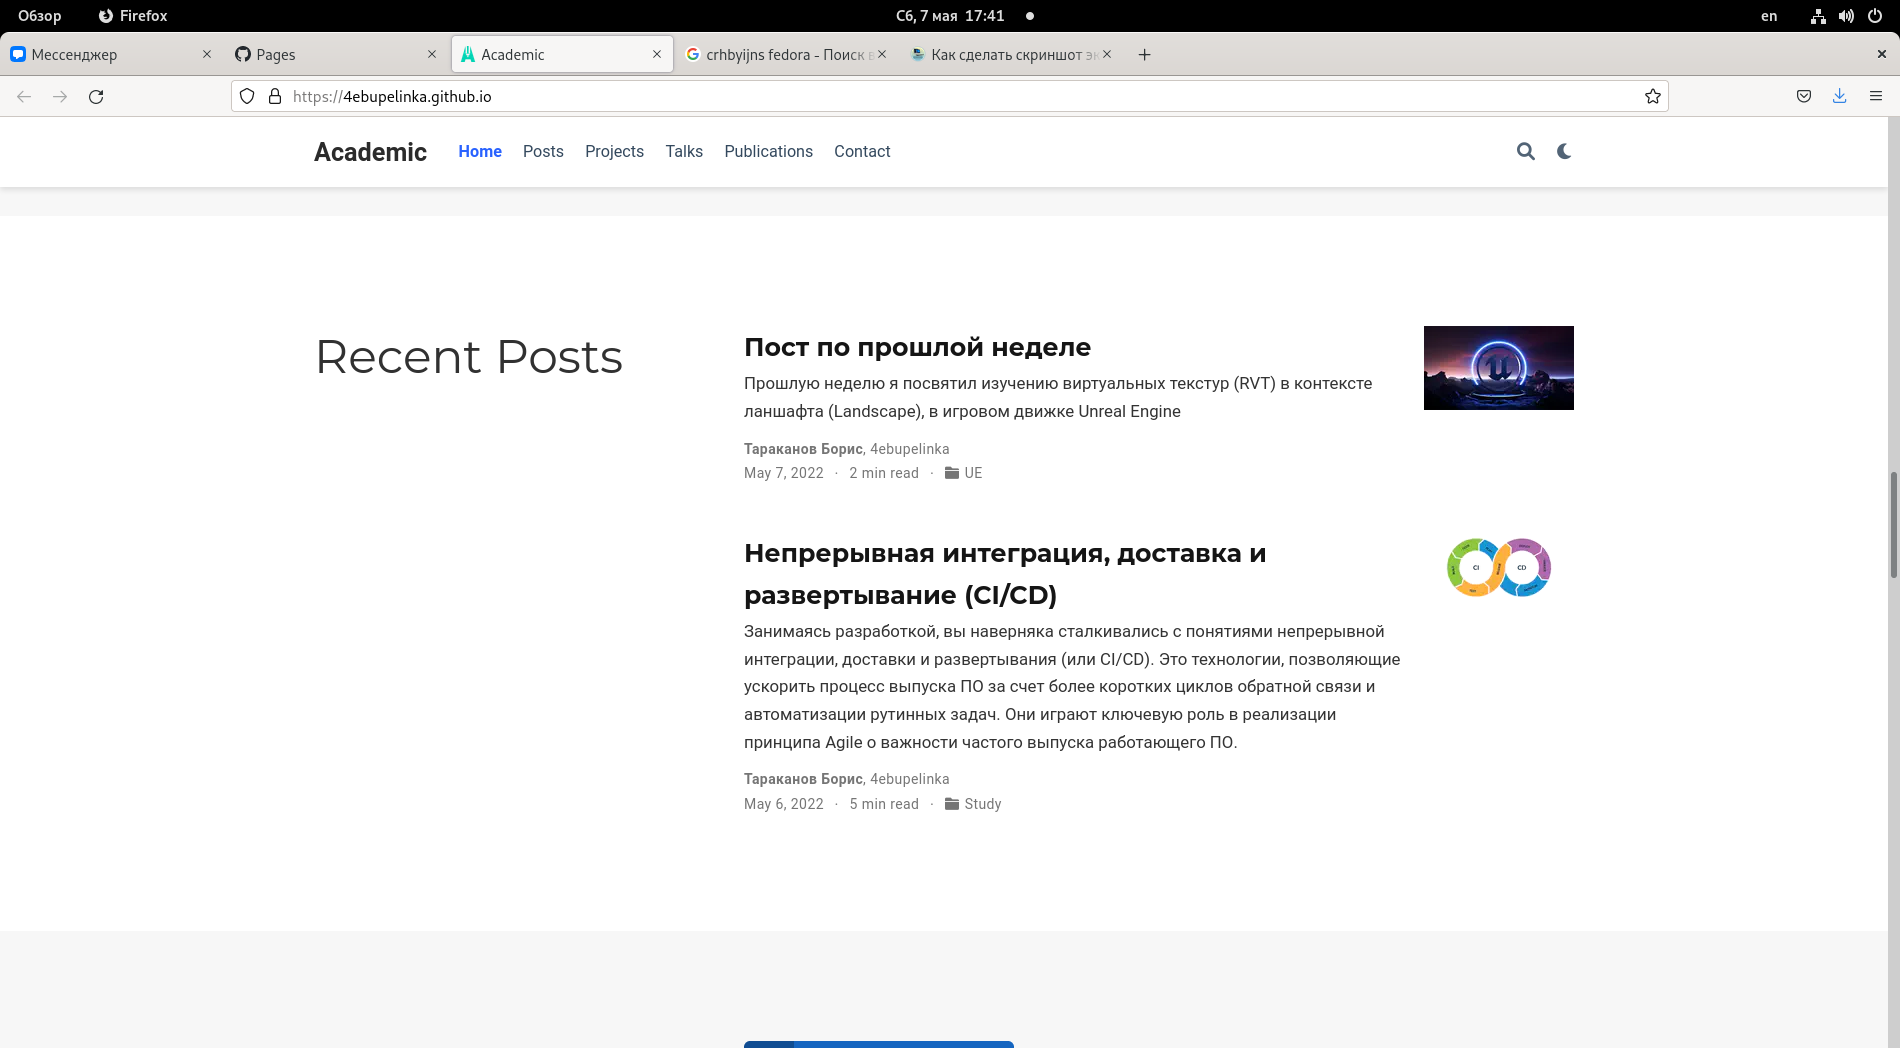 Обзор Firefox Сб, 7 мая 17:41 en
Мессенджер Pages Academic crhbyijns fedora - Поиск в Как сделать скриншот эк
https://4ebupelinka.github.io
Academic Home Posts Projects Talks Publications Contact
Recent Posts
Пост по прошлой неделе
Прошлую неделю я посвятил изучению виртуальных текстур (RVT) в контексте
ланшафта (Landscape), в игровом движке Unreal Engine
Тараканов Борис, 4ebupelinka
May 7, 2022 · 2 min read · UE
Непрерывная интеграция, доставка и
развертывание (CI/CD)
CI CD
Занимаясь разработкой, вы наверняка сталкивались с понятиями непрерывной
интеграции, доставки и развертывания (или CI/CD). Это технологии, позволяющие
ускорить процесс выпуска ПО за счет более коротких циклов обратной связи и
автоматизации рутинных задач. Они играют ключевую роль в реализации
принципа Agile о важности частого выпуска работающего ПО.
Тараканов Борис, 4ebupelinka
May 6, 2022 · 5 min read · Study